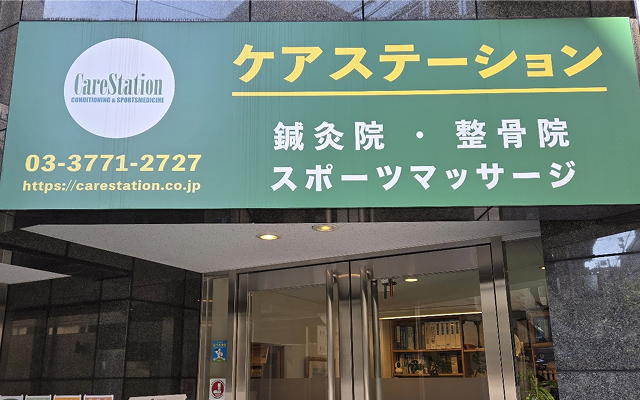 CareStation
CONDITIONING & SPORTSMEDICINE
03-3771-2727
https://carestation.co.jp
ケアステーション
鍼灸院 ・ 整骨院
スポーツマッサージ